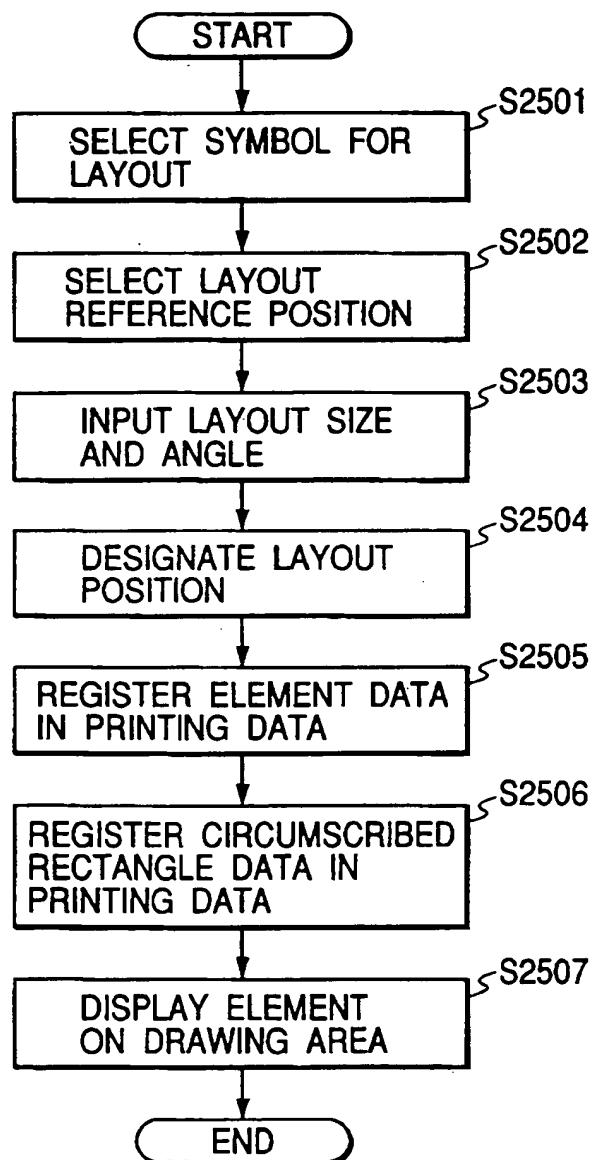 START
S2501
SELECT SYMBOL FOR
LAYOUT
S2502
SELECT LAYOUT
REFERENCE POSITION
S2503
INPUT LAYOUT SIZE
AND ANGLE
S2504
DESIGNATE LAYOUT
POSITION
S2505
REGISTER ELEMENT DATA
IN PRINTING DATA
S2506
REGISTER CIRCUMSCRIBED
RECTANGLE DATA IN
PRINTING DATA
S2507
DISPLAY ELEMENT
ON DRAWING AREA
END